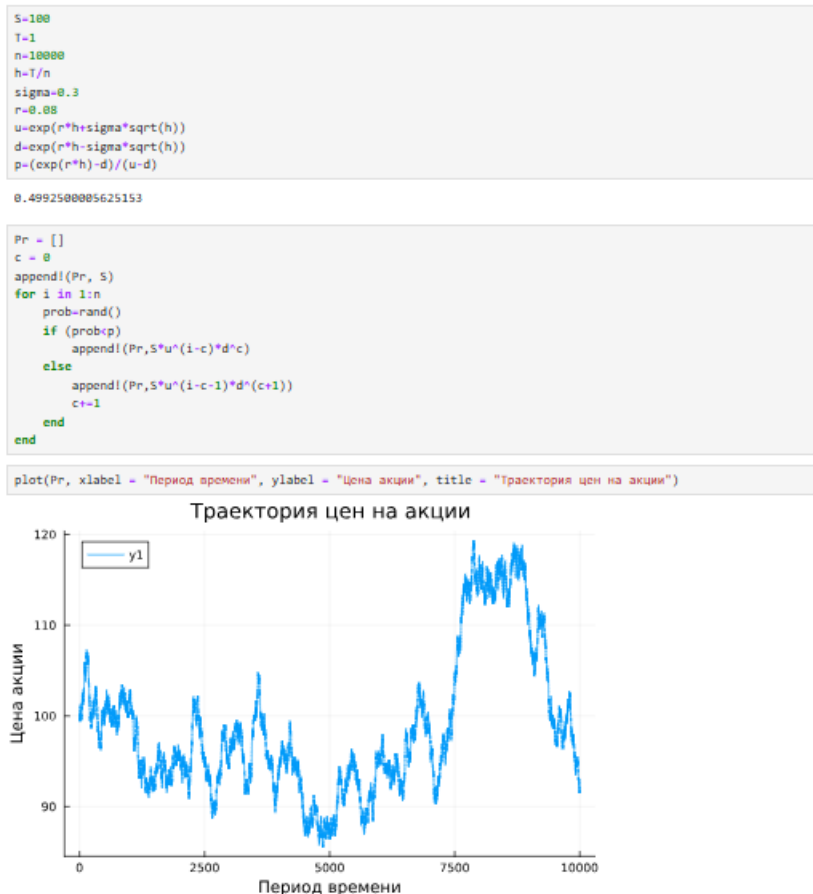 S=100
T=1
n=10000
h=T/n
sigma=0.3
r=0.08
u=exp(r*h+sigma*sqrt(h))
d=exp(r*h-sigma*sqrt(h))
p=(exp(r*h)-d)/(u-d)
0.4992500005625153
Pr = []
c = 0
append!(Pr, S)
for i in 1:n
prob=rand()
if (prob<p)
append!(Pr,S*u^(i-c)*d^c)
else
append!(Pr,S*u^(i-c-1)*d^(c+1))
c+=1
end
end
plot(Pr, xlabel = "Период времени", ylabel = "Цена акции", title = "Траектория цен на акции")
Траектория цен на акции
120
y1
110
Цена акции
100
90
0 2500 5000 7500 10000
Период времени